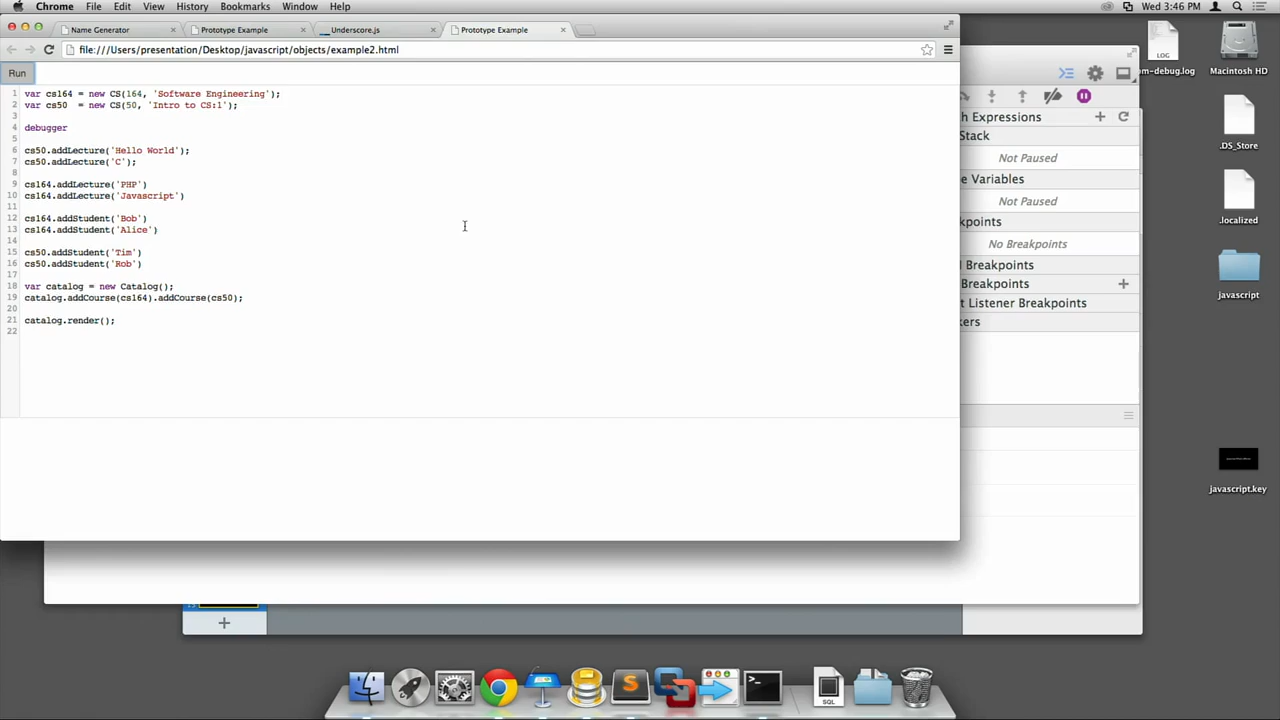 Chrome File Edit View History Bookmarks Window Help Wed 3:46 PM
Name Generator Prototype Example Underscore.js Prototype Example
file:///Users/presentation/Desktop/javascript/objects/example2.html
Run
1 var cs164 = new CS(164, 'Software Engineering');
2 var cs50 = new CS(50, 'Intro to CS:1');
3
4 debugger
5
6 cs50.addLecture('Hello World');
7 cs50.addLecture('C');
8
9 cs164.addLecture('PHP')
10 cs164.addLecture('Javascript')
11
12 cs164.addStudent('Bob')
13 cs164.addStudent('Alice')
14
15 cs50.addStudent('Tim')
16 cs50.addStudent('Rob')
17
18 var catalog = new Catalog();
19 catalog.addCourse(cs164).addCourse(cs50);
20
21 catalog.render();
22
h Expressions
Stack
Not Paused
e Variables
Not Paused
kpoints
No Breakpoints
l Breakpoints
Breakpoints
t Listener Breakpoints
kers
LOG
m-debug.log
Macintosh HD
.DS_Store
.localized
javascript
javascript.key
SQL